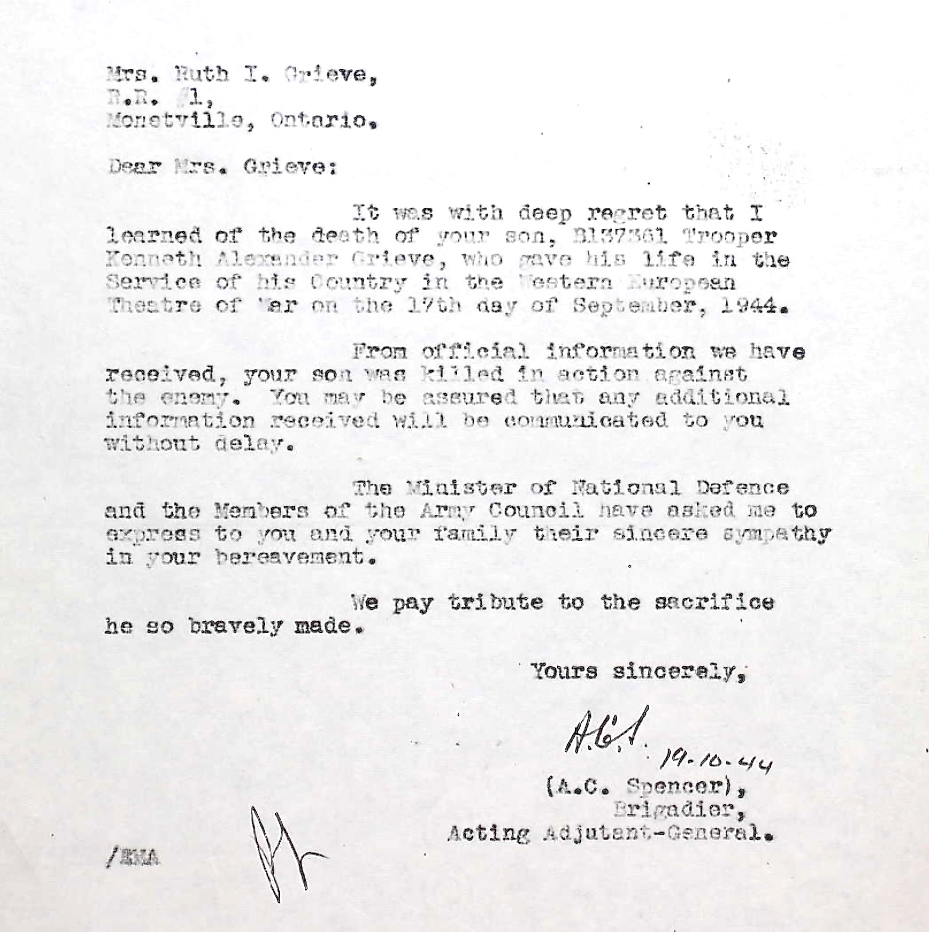 Mrs. Ruth I. Grieve,
R.R. #1,
Monetville, Ontario.
Dear Mrs. Grieve:
It was with deep regret that I
learned of the death of your son, B137361 Trooper
Kenneth Alexander Grieve, who gave his life in the
Service of his Country in the Western European
Theatre of War on the 17th day of September, 1944.
From official information we have
received, your son was killed in action against
the enemy. You may be assured that any additional
information received will be communicated to you
without delay.
The Minister of National Defence
and the Members of the Army Council have asked me to
express to you and your family their sincere sympathy
in your bereavement.
We pay tribute to the sacrifice
he so bravely made.
Yours sincerely,
A.C.S. 19-10-44
(A.C. Spencer),
Brigadier,
Acting Adjutant-General.